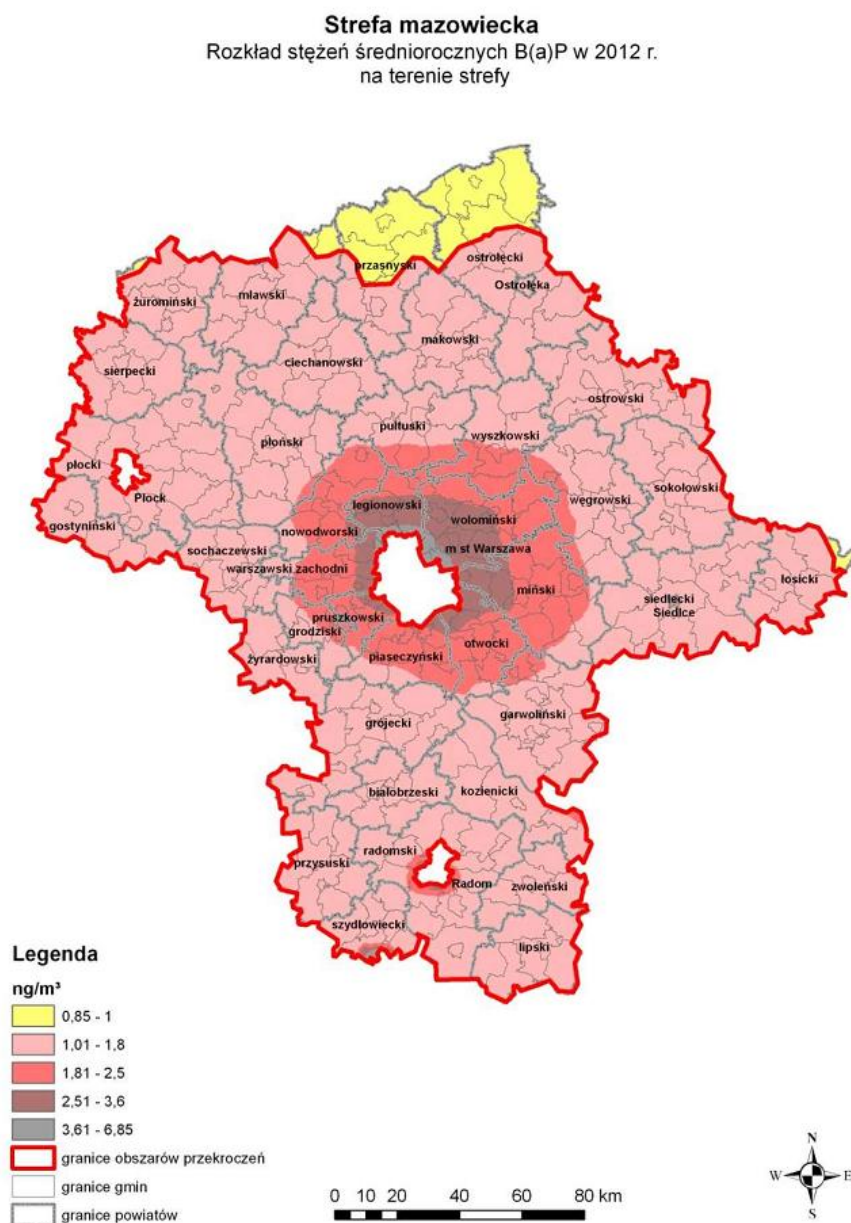 Strefa mazowiecka
Rozkład stężeń średniorocznych B(a)P w 2012 r.
na terenie strefy
przasnyski
ostrołęcki
Ostrołęka
żuromiński
mławski
makowski
sierpecki
ciechanowski
ostrowski
pułtuski
wyszkowski
płoński
płocki
Płock
węgrowski
sokołowski
legionowski
wołomiński
gostyniński
nowodworski
sochaczewski
m st Warszawa
warszawski zachodni
miński
łosicki
siedlecki
Siedlce
pruszkowski
grodziski
otwocki
piaseczyński
żyrardowski
garwoliński
grójecki
białobrzeski
kozienicki
radomski
przysuski
Radom
zwoleński
szydłowiecki
lipski
Legenda
ng/m³
0,85 - 1
1,01 - 1,8
1,81 - 2,5
2,51 - 3,6
3,61 - 6,85
granice obszarów przekroczeń
granice gmin
granice powiatów
0 10 20 40 60 80 km
N
W E
S